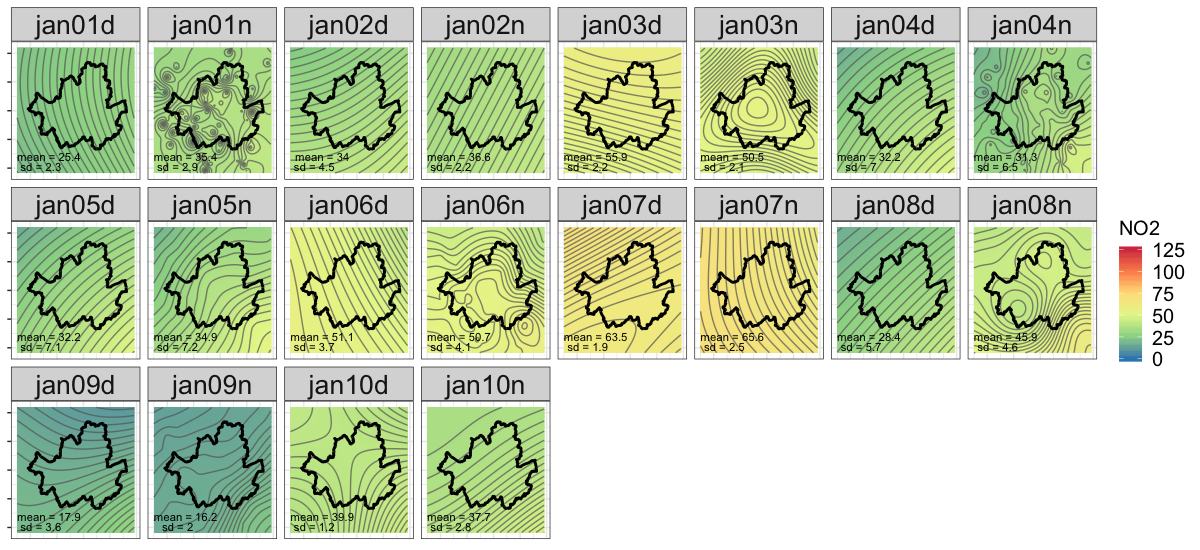 jan01d jan01n jan02d jan02n jan03d jan03n jan04d jan04n
mean = 25.4 mean = 35.4 mean = 34 mean = 36.6 mean = 55.9 mean = 50.5 mean = 32.2 mean = 31.3
sd = 2.3 sd = 2.9 sd = 4.5 sd = 2.2 sd = 2.2 sd = 2.1 sd = 7 sd = 6.5
jan05d jan05n jan06d jan06n jan07d jan07n jan08d jan08n
mean = 32.2 mean = 34.9 mean = 51.1 mean = 50.7 mean = 63.5 mean = 65.6 mean = 28.4 mean = 45.9
sd = 7.1 sd = 7.2 sd = 3.7 sd = 4.1 sd = 1.9 sd = 2.5 sd = 5.7 sd = 4.6
NO2
125
100
75
50
25
0
jan09d jan09n jan10d jan10n
mean = 17.9 mean = 16.2 mean = 39.9 mean = 37.7
sd = 3.6 sd = 2 sd = 1.2 sd = 2.8